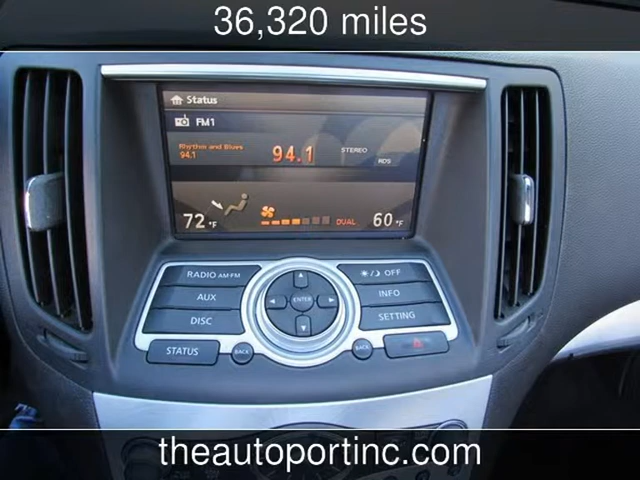 36,320 miles
Status
FM1
Rhythm and Blues
94.1
94.1
STEREO
RDS
72 °F
DUAL
60 °F
RADIO AM·FM
AUX
DISC
STATUS
BACK
ENTER
BACK
OFF
INFO
SETTING
theautoportinc.com